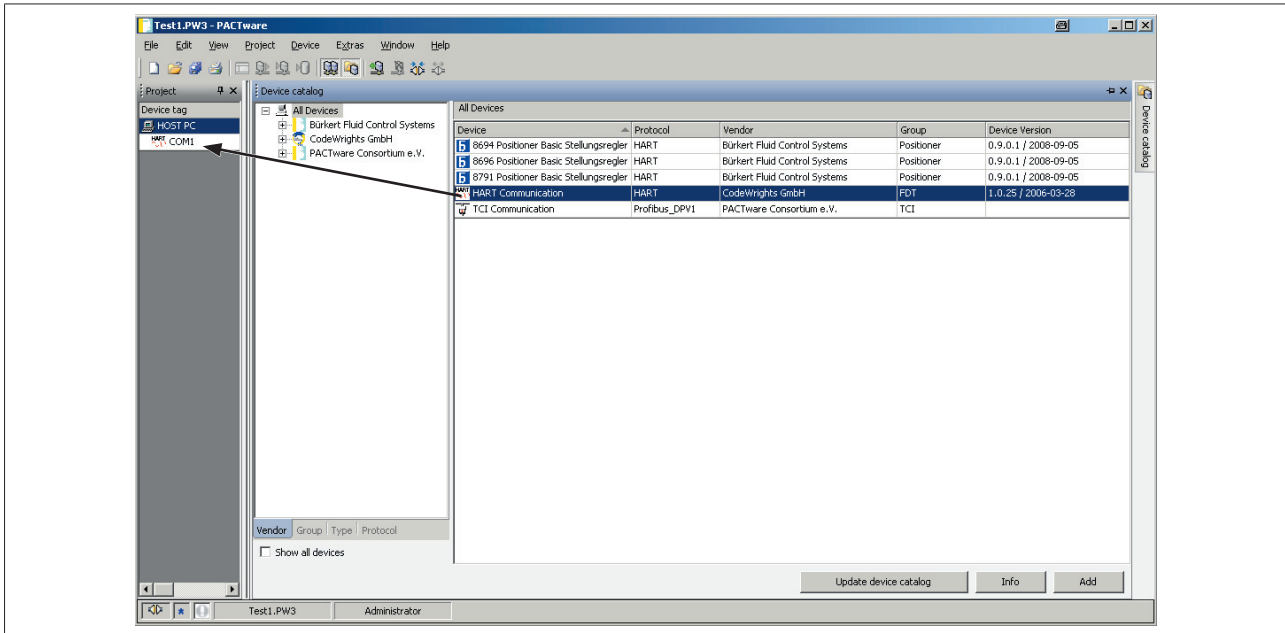 Test1.PW3 - PACTware
File Edit View Project Device Extras Window Help
Project
Device tag
HOST PC
HART COM1
Device catalog
All Devices
Bürkert Fluid Control Systems
CodeWrights GmbH
PACTware Consortium e.V.
Vendor Group Type Protocol
Show all devices
All Devices
Device Protocol Vendor Group Device Version
8694 Positioner Basic Stellungsregler HART Bürkert Fluid Control Systems Positioner 0.9.0.1 / 2008-09-05
8696 Positioner Basic Stellungsregler HART Bürkert Fluid Control Systems Positioner 0.9.0.1 / 2008-09-05
8791 Positioner Basic Stellungsregler HART Bürkert Fluid Control Systems Positioner 0.9.0.1 / 2008-09-05
HART HART Communication HART CodeWrights GmbH FDT 1.0.25 / 2006-03-28
TCI Communication Profibus_DPV1 PACTware Consortium e.V. TCI
Update device catalog Info Add
Device catalog
Test1.PW3 Administrator